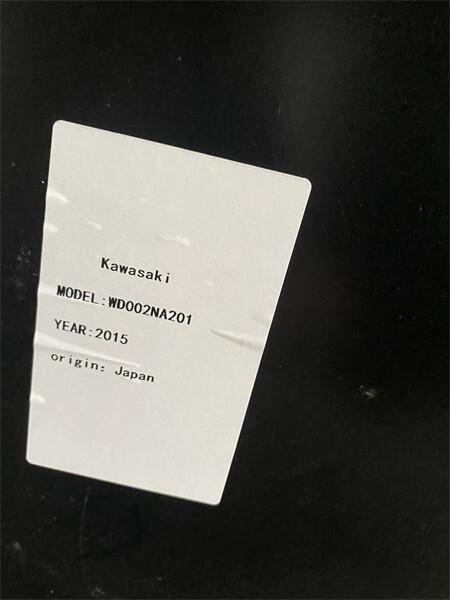 Kawasaki
MODEL:WD002NA201
YEAR:2015
origin: Japan